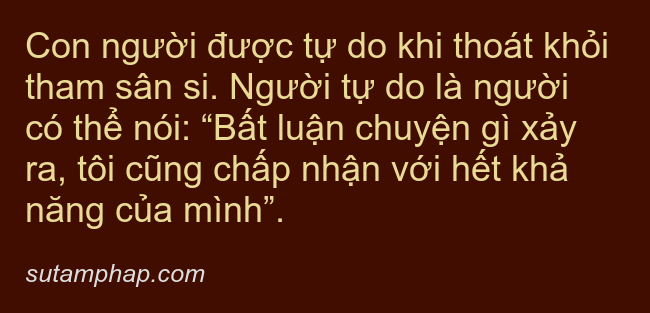 Con người được tự do khi thoát khỏi
tham sân si. Người tự do là người
có thể nói: “Bất luận chuyện gì xảy
ra, tôi cũng chấp nhận với hết khả
năng của mình”.
sutamphap.com